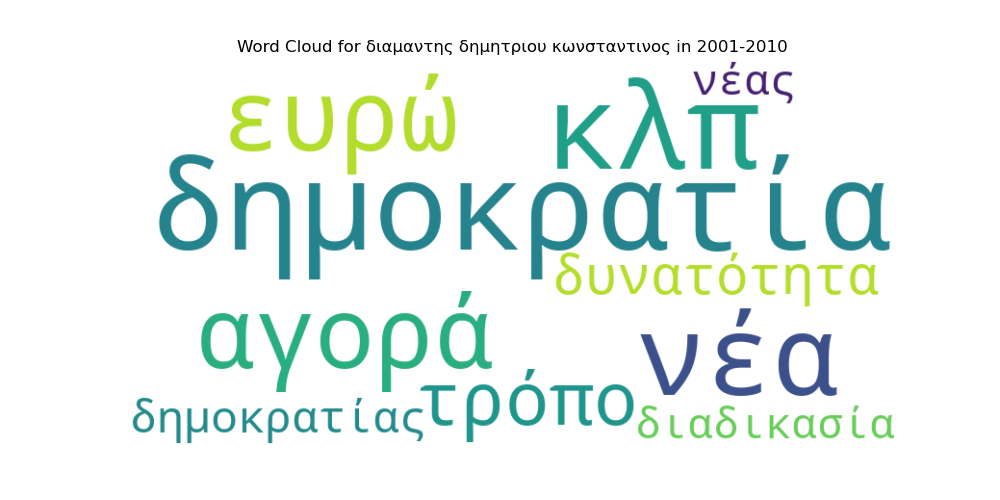 Word Cloud for διαμαντης δημητριου κωνσταντινος in 2001-2010
νέας
ευρώ
κλπ
δημοκρατία
δυνατότητα
αγορά
νέα
τρόπο
δημοκρατίας
διαδικασία